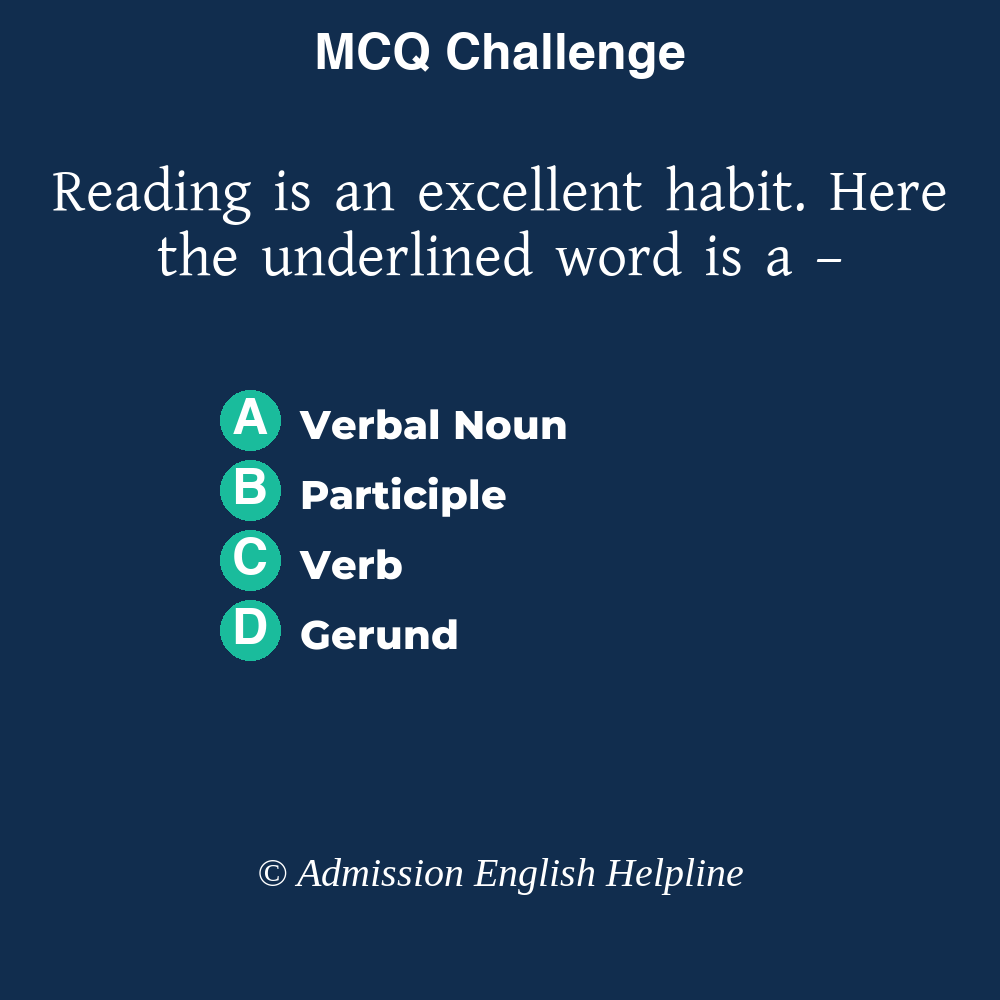 MCQ Challenge
Reading is an excellent habit. Here
the underlined word is a –
A Verbal Noun
B Participle
C Verb
D Gerund
© Admission English Helpline